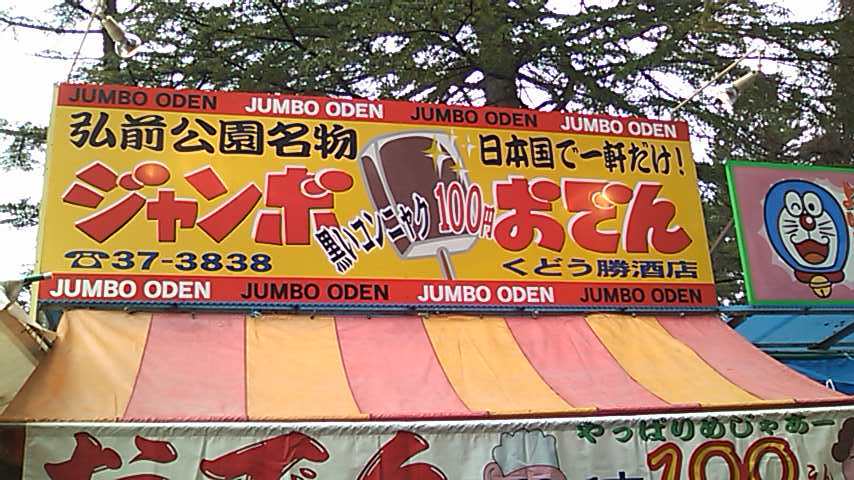 JUMBO ODEN JUMBO ODEN JUMBO ODEN JUMBO ODEN
弘前公園名物
日本国で一軒だけ!
ジャンボ
おでん
黒いコンニャク
100円
☎37-3838
くどう勝酒店
JUMBO ODEN JUMBO ODEN JUMBO ODEN JUMBO ODEN
おでん
やっぱりめじゃあー
100